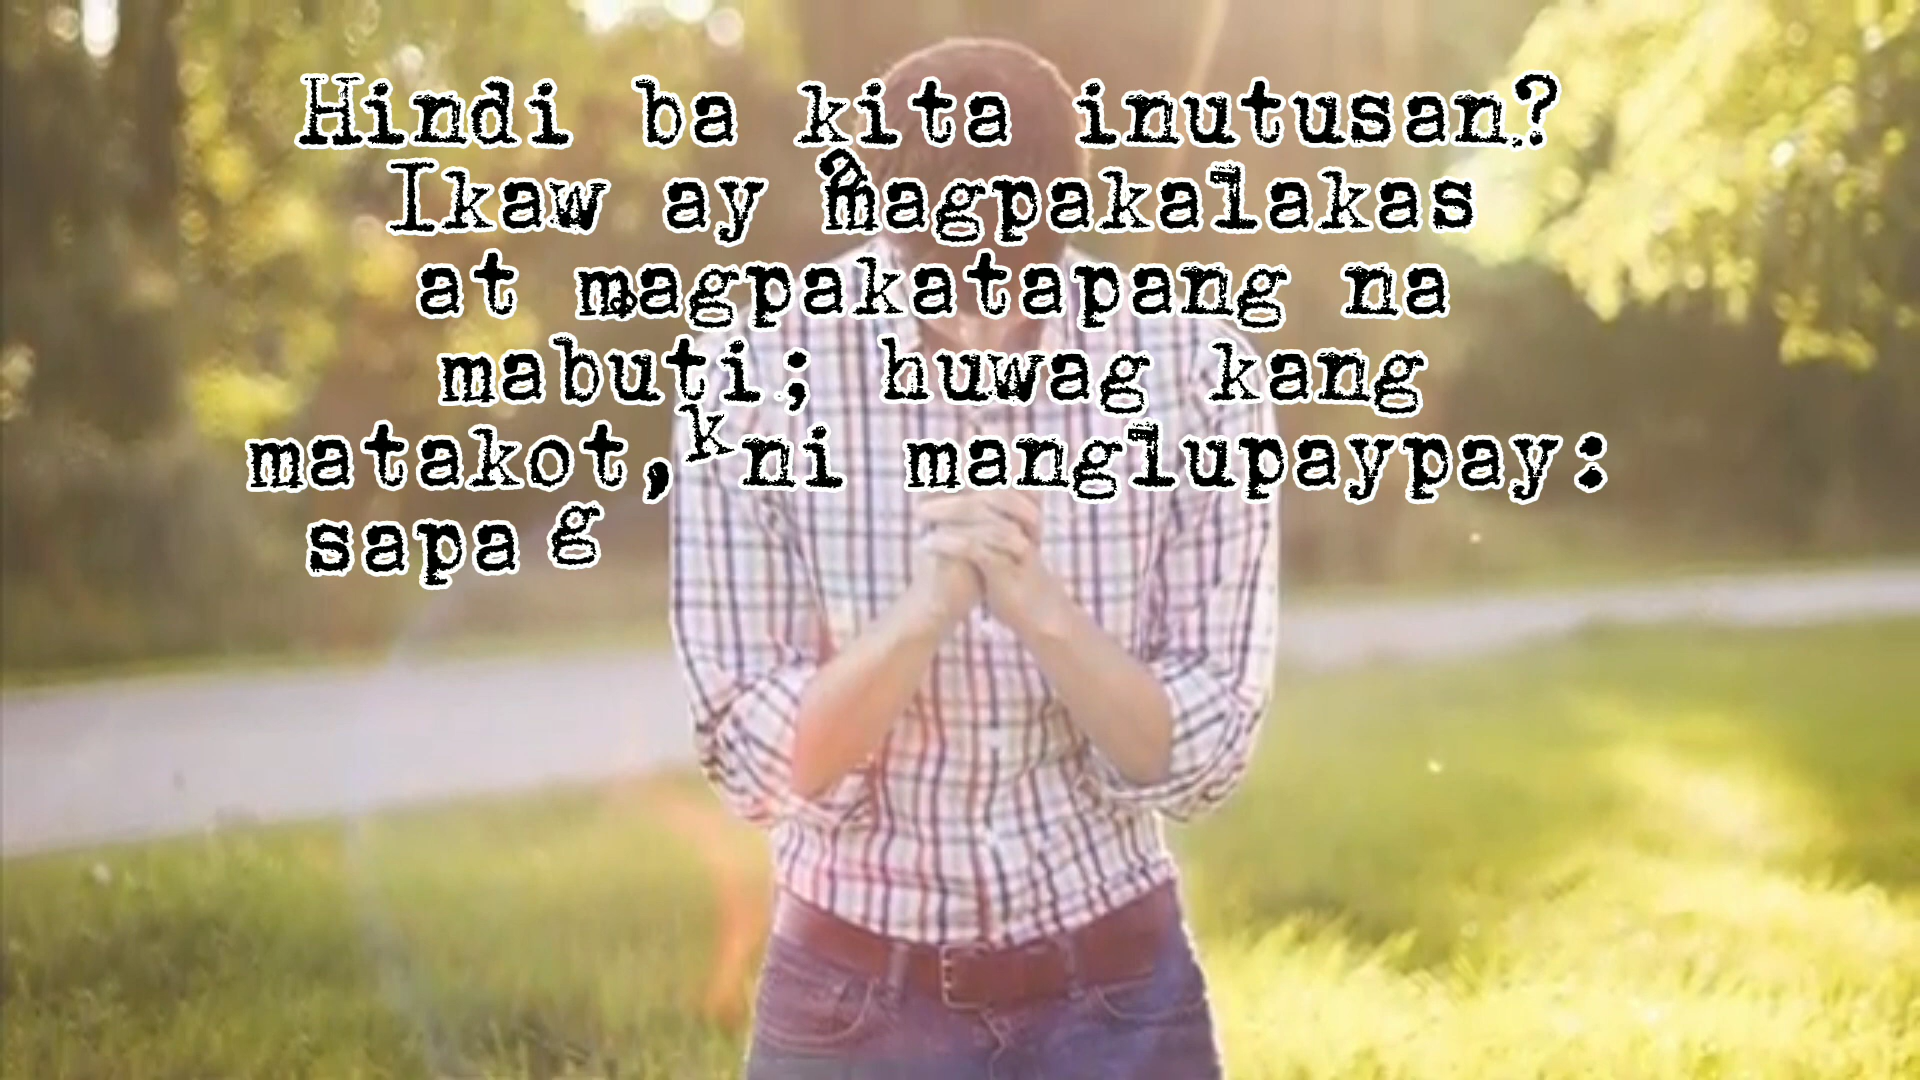 Hindi ba kita inutusan?
Ikaw ay magpakalakas
at magpakatapang na
mabuti; huwag kang
matakot, ni manglupaypay:
sapag